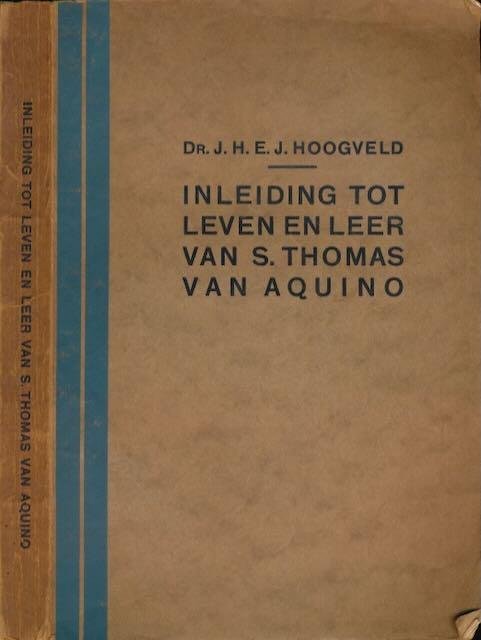 INLEIDING TOT LEVEN EN LEER VAN S. THOMAS VAN AQUINO
DR. J. H. E. J. HOOGVELD
INLEIDING TOT
LEVEN EN LEER
VAN S. THOMAS
VAN AQUINO